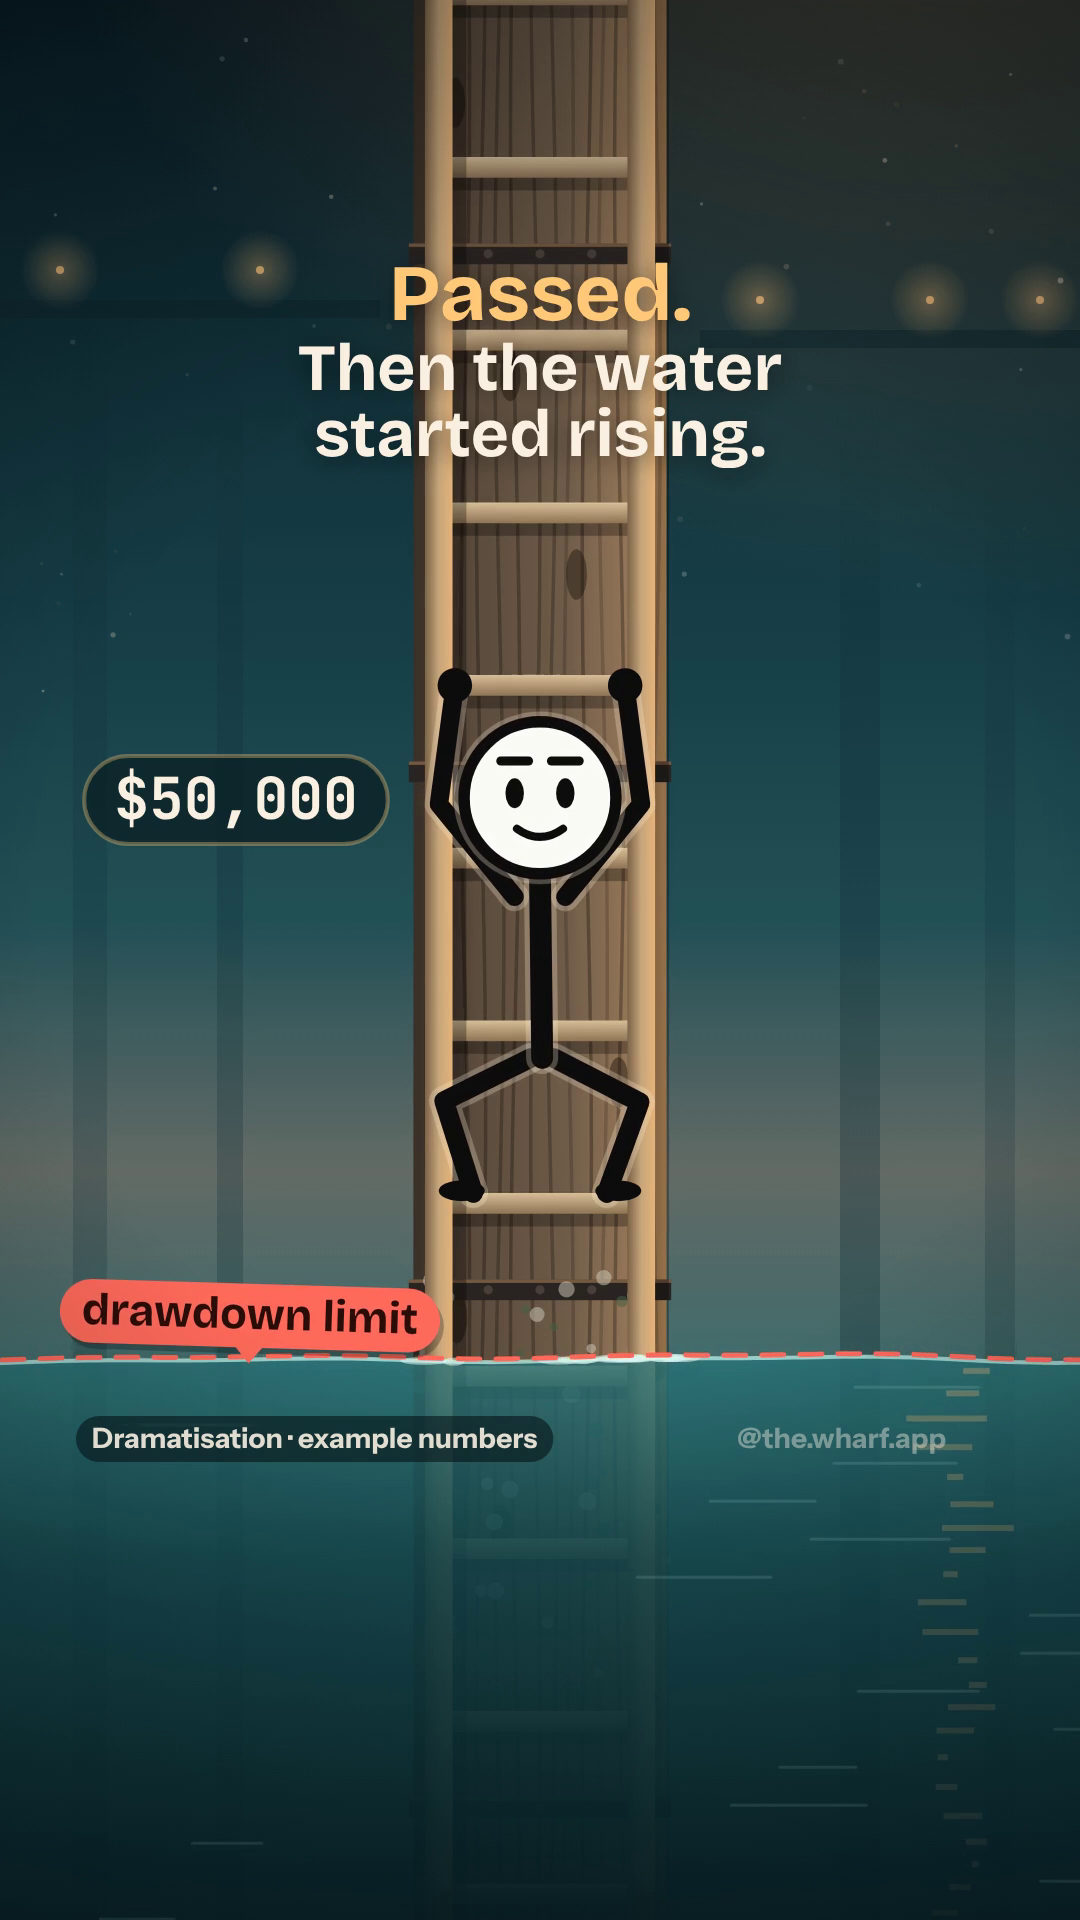 Passed.
Then the water
started rising.
$50,000
drawdown limit
Dramatisation · example numbers
@the.wharf.app